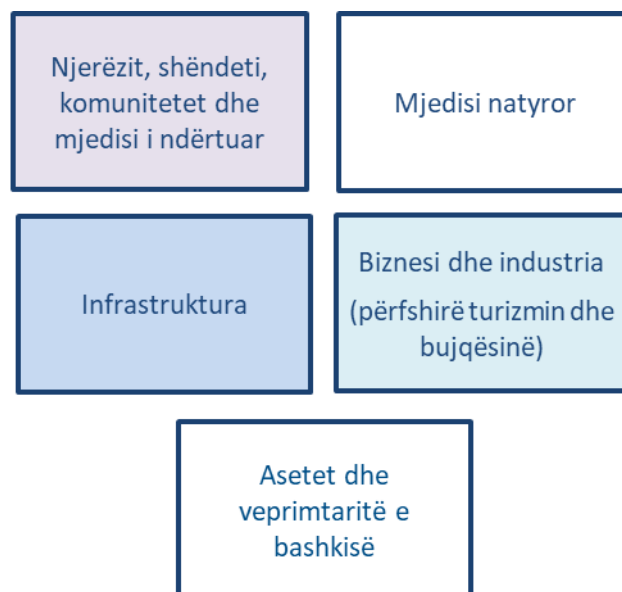 Njerëzit, shëndeti,
komunitetet dhe
mjedisi i ndërtuar
Mjedisi natyror
Infrastruktura
Biznesi dhe industria
(përfshirë turizmin dhe
bujqësinë)
Asetet dhe
veprimtaritë e
bashkisë